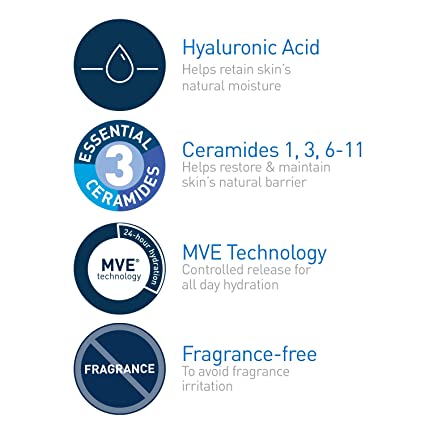 Hyaluronic Acid
Helps retain skin's
natural moisture
ESSENTIAL
3
CERAMIDES
Ceramides 1, 3, 6-11
Helps restore & maintain
skin's natural barrier
24-hour hydration
MVE®
technology
MVE Technology
Controlled release for
all day hydration
FRAGRANCE
Fragrance-free
To avoid fragrance
irritation